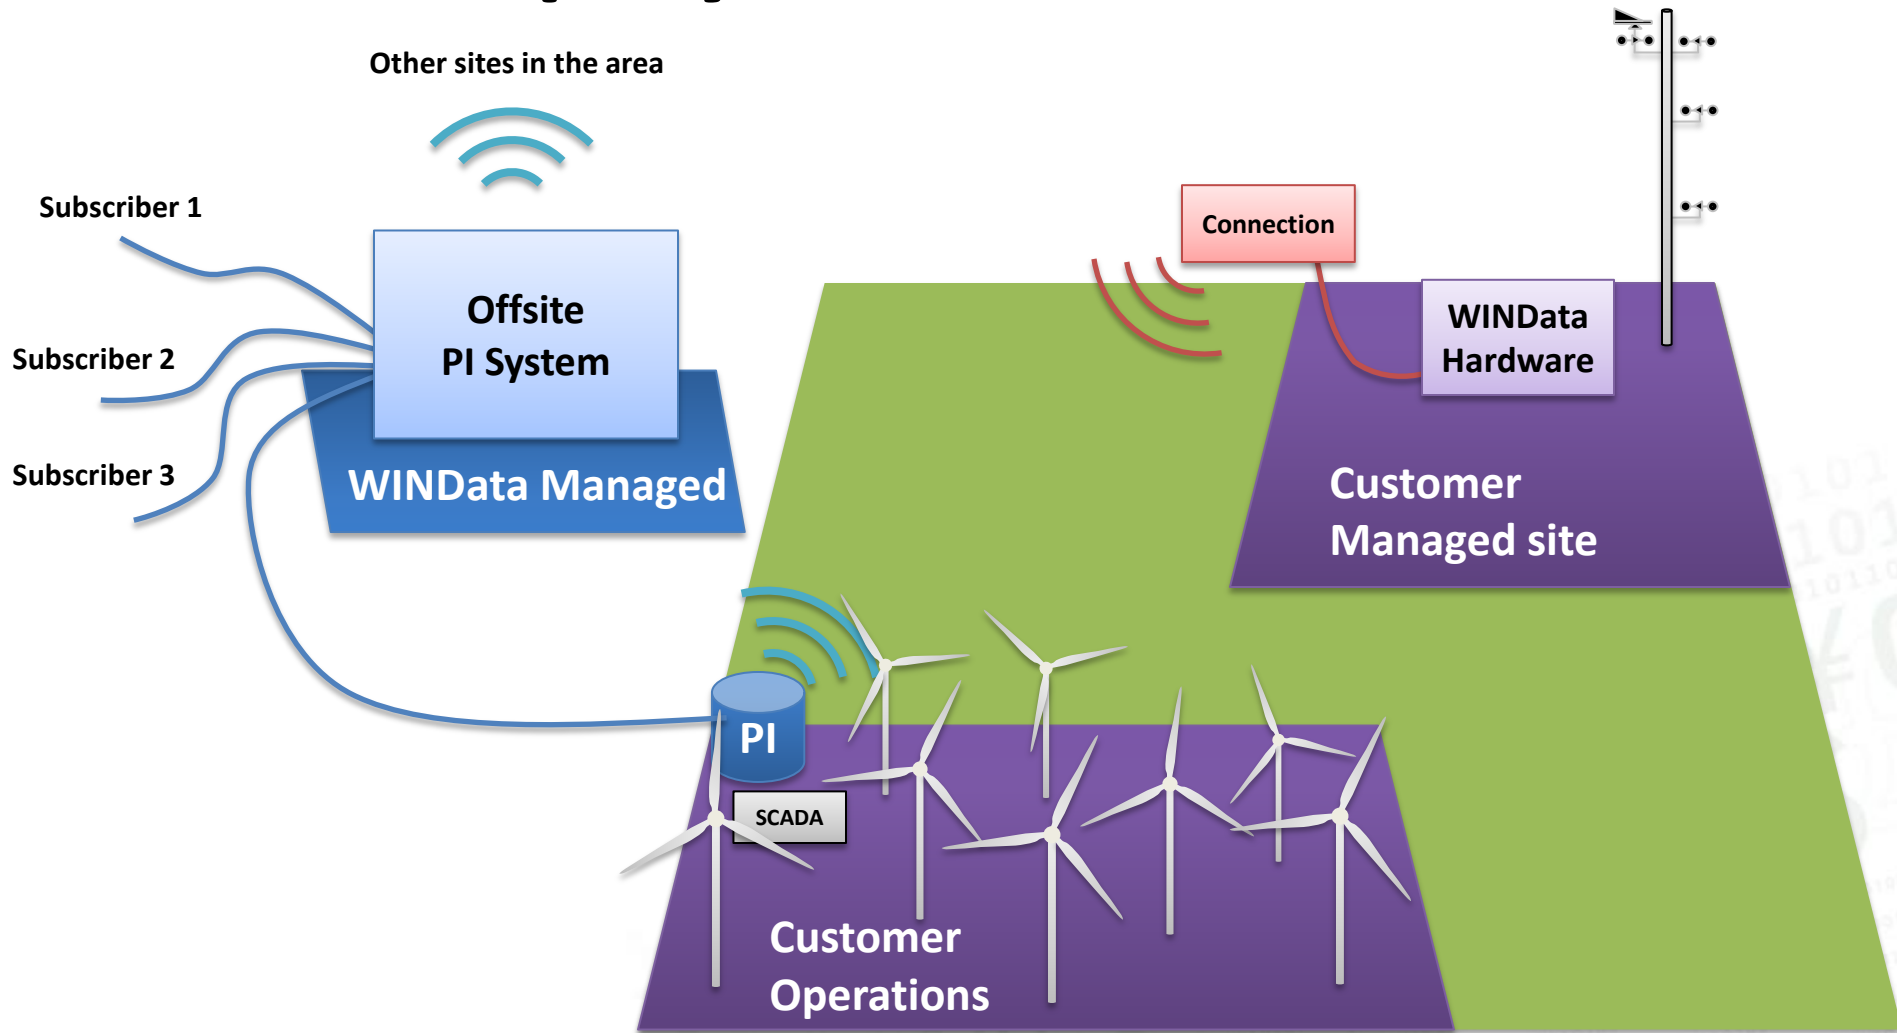 Other sites in the area
Subscriber 1
Connection
Offsite
PI System
WINData
Hardware
Subscriber 2
Subscriber 3
WINData Managed
Customer
Managed site
PI
SCADA
Customer
Operations